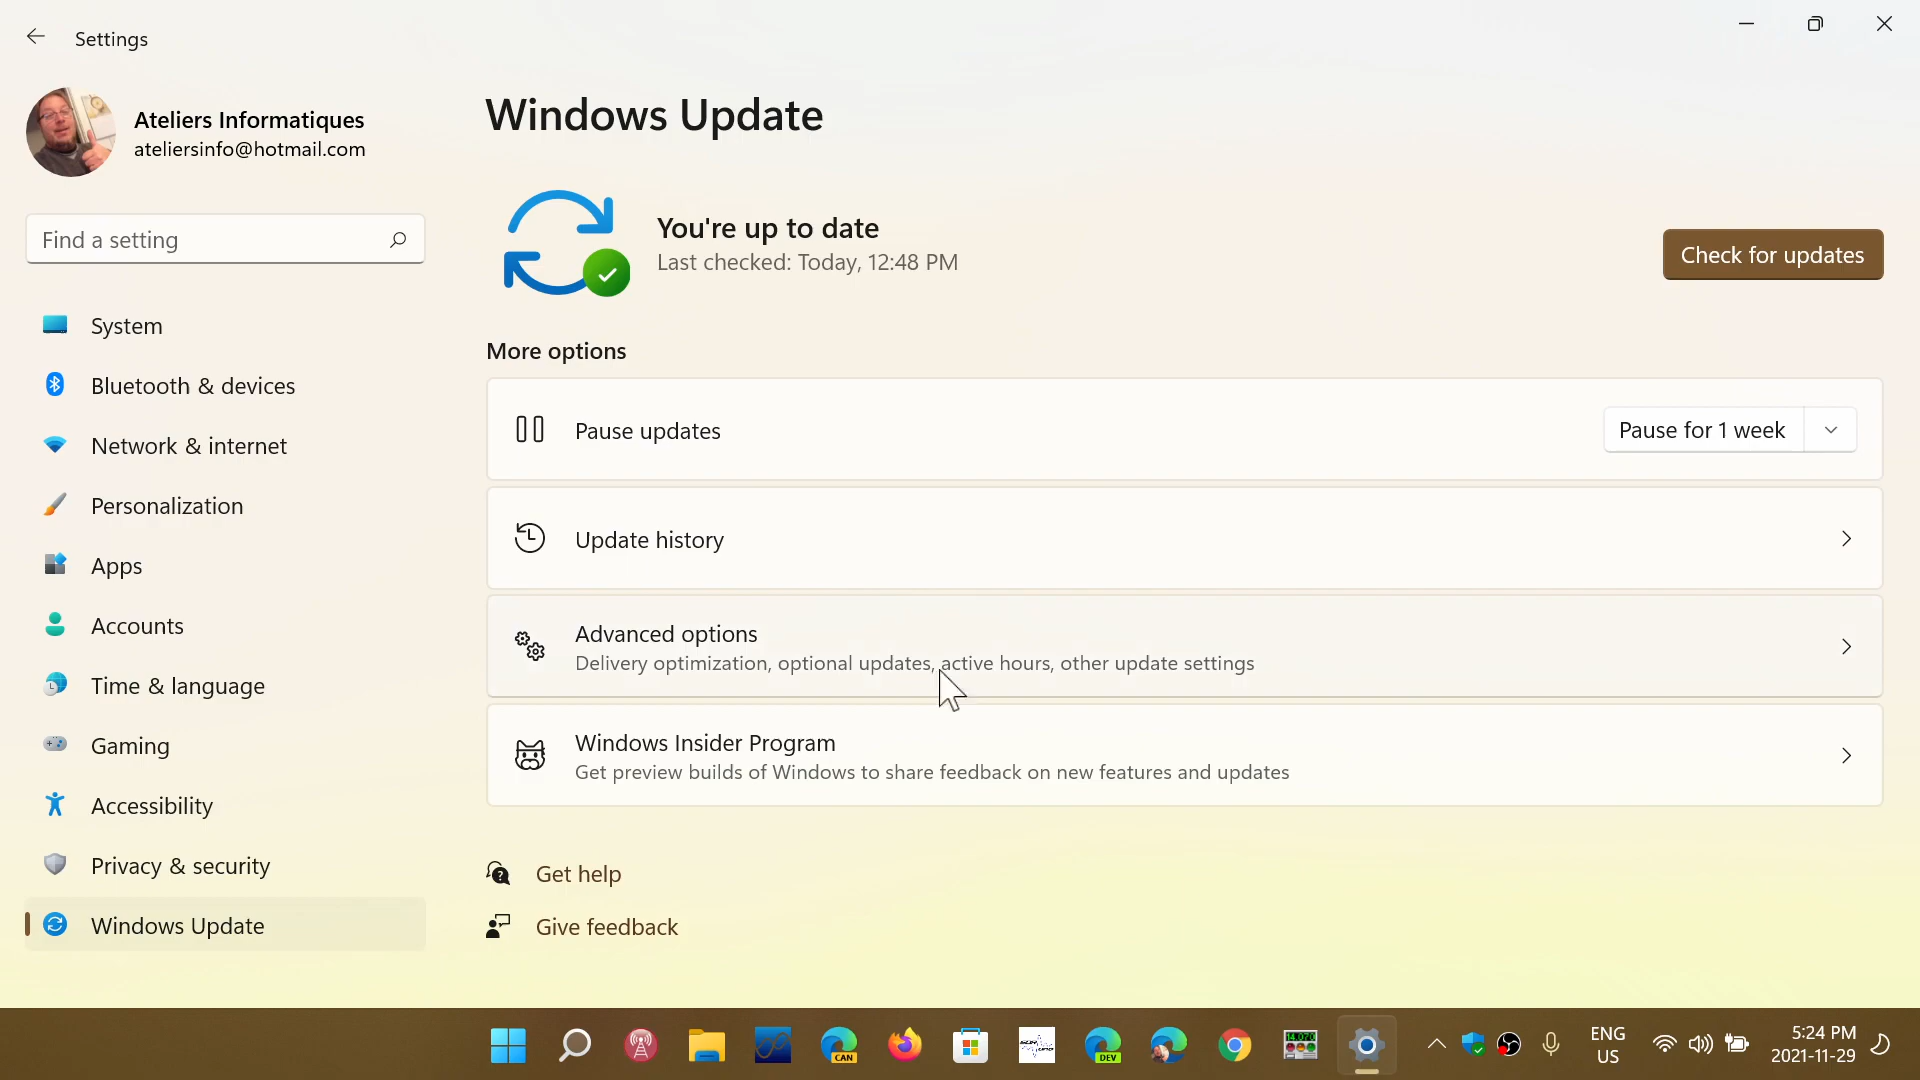 Settings
Ateliers Informatiques
ateliersinfo@hotmail.com
Find a setting
System
Bluetooth & devices
Network & internet
Personalization
Apps
Accounts
Time & language
Gaming
Accessibility
Privacy & security
Windows Update
Windows Update
You're up to date
Last checked: Today, 12:48 PM
Check for updates
More options
Pause updates
Pause for 1 week
Update history
Advanced options
Delivery optimization, optional updates, active hours, other update settings
Windows Insider Program
Get preview builds of Windows to share feedback on new features and updates
Get help
Give feedback
CAN
DEV
ENG
US
5:24 PM
2021-11-29